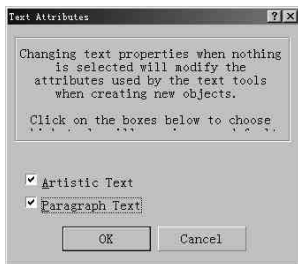 Text Attributes
Changing text properties when nothing
is selected will modify the
attributes used by the text tools
when creating new objects.
Click on the boxes below to choose
Artistic Text
Paragraph Text
OK
Cancel